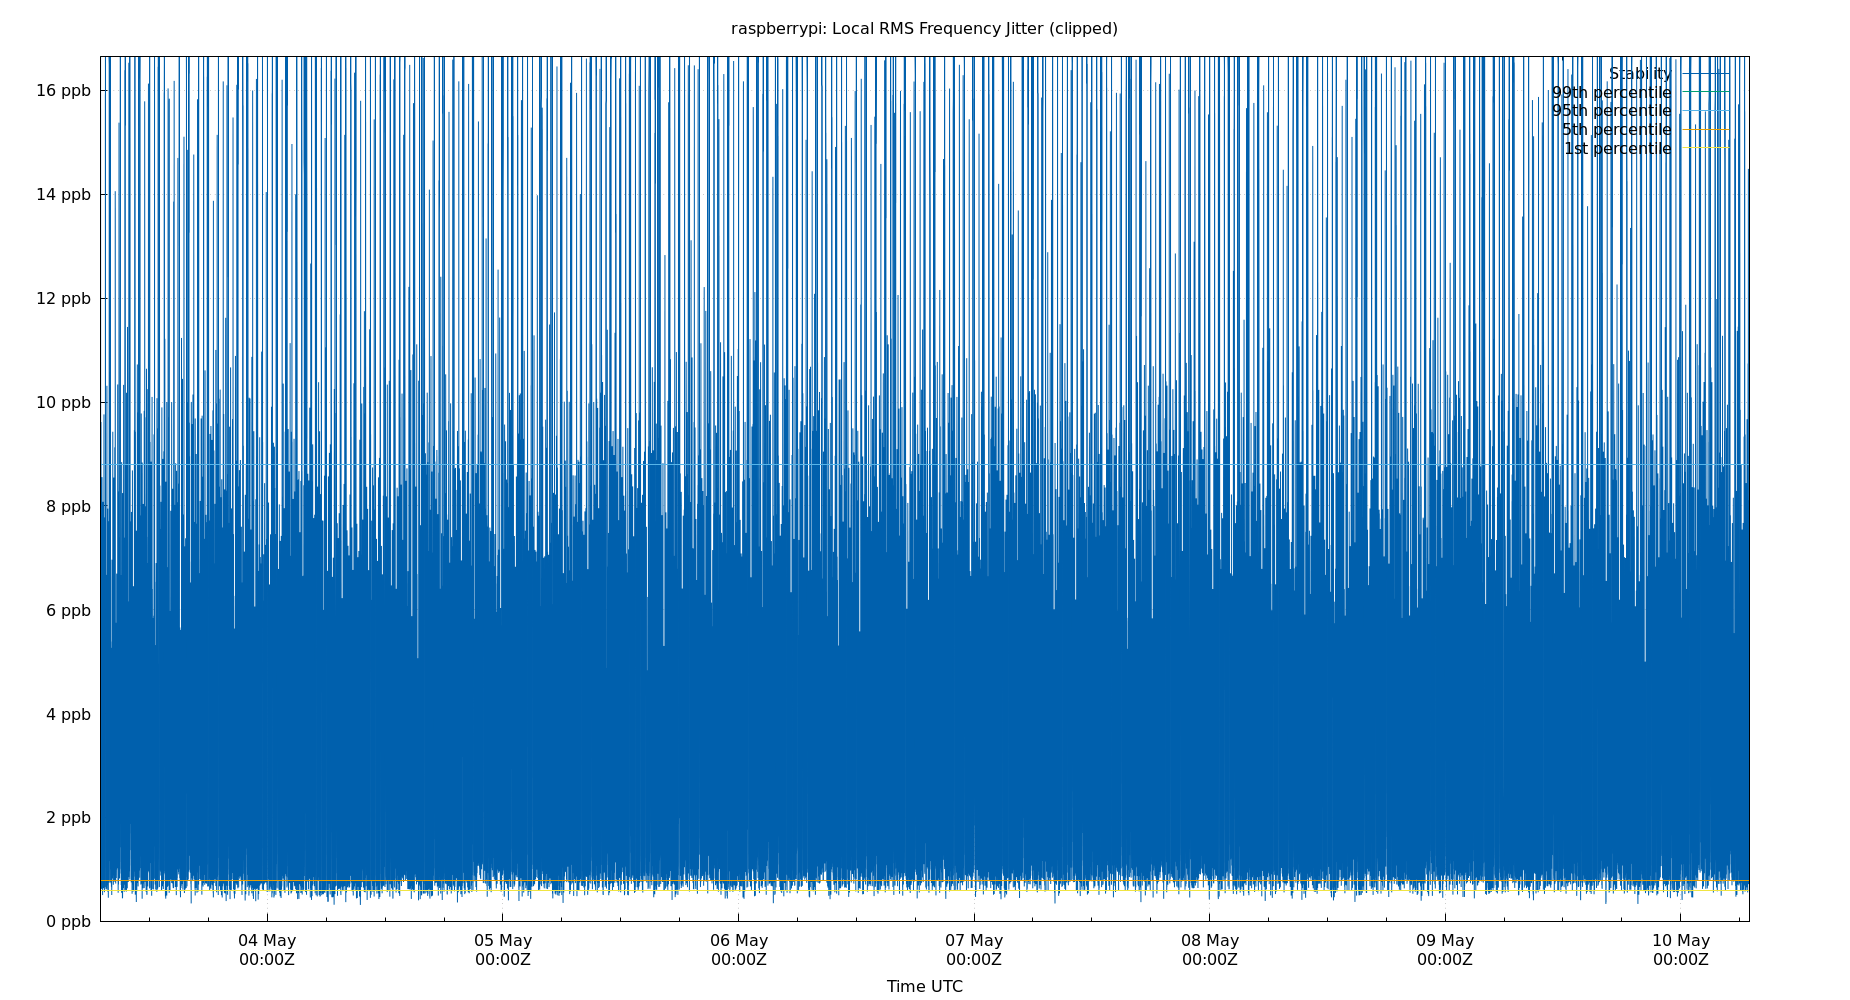 raspberrypi: Local RMS Frequency Jitter (clipped)
16 ppb
14 ppb
12 ppb
10 ppb
8 ppb
6 ppb
4 ppb
2 ppb
0 ppb
Stability
99th percentile
95th percentile
5th percentile
1st percentile
04 May
00:00Z
05 May
00:00Z
06 May
00:00Z
07 May
00:00Z
08 May
00:00Z
09 May
00:00Z
10 May
00:00Z
Time UTC